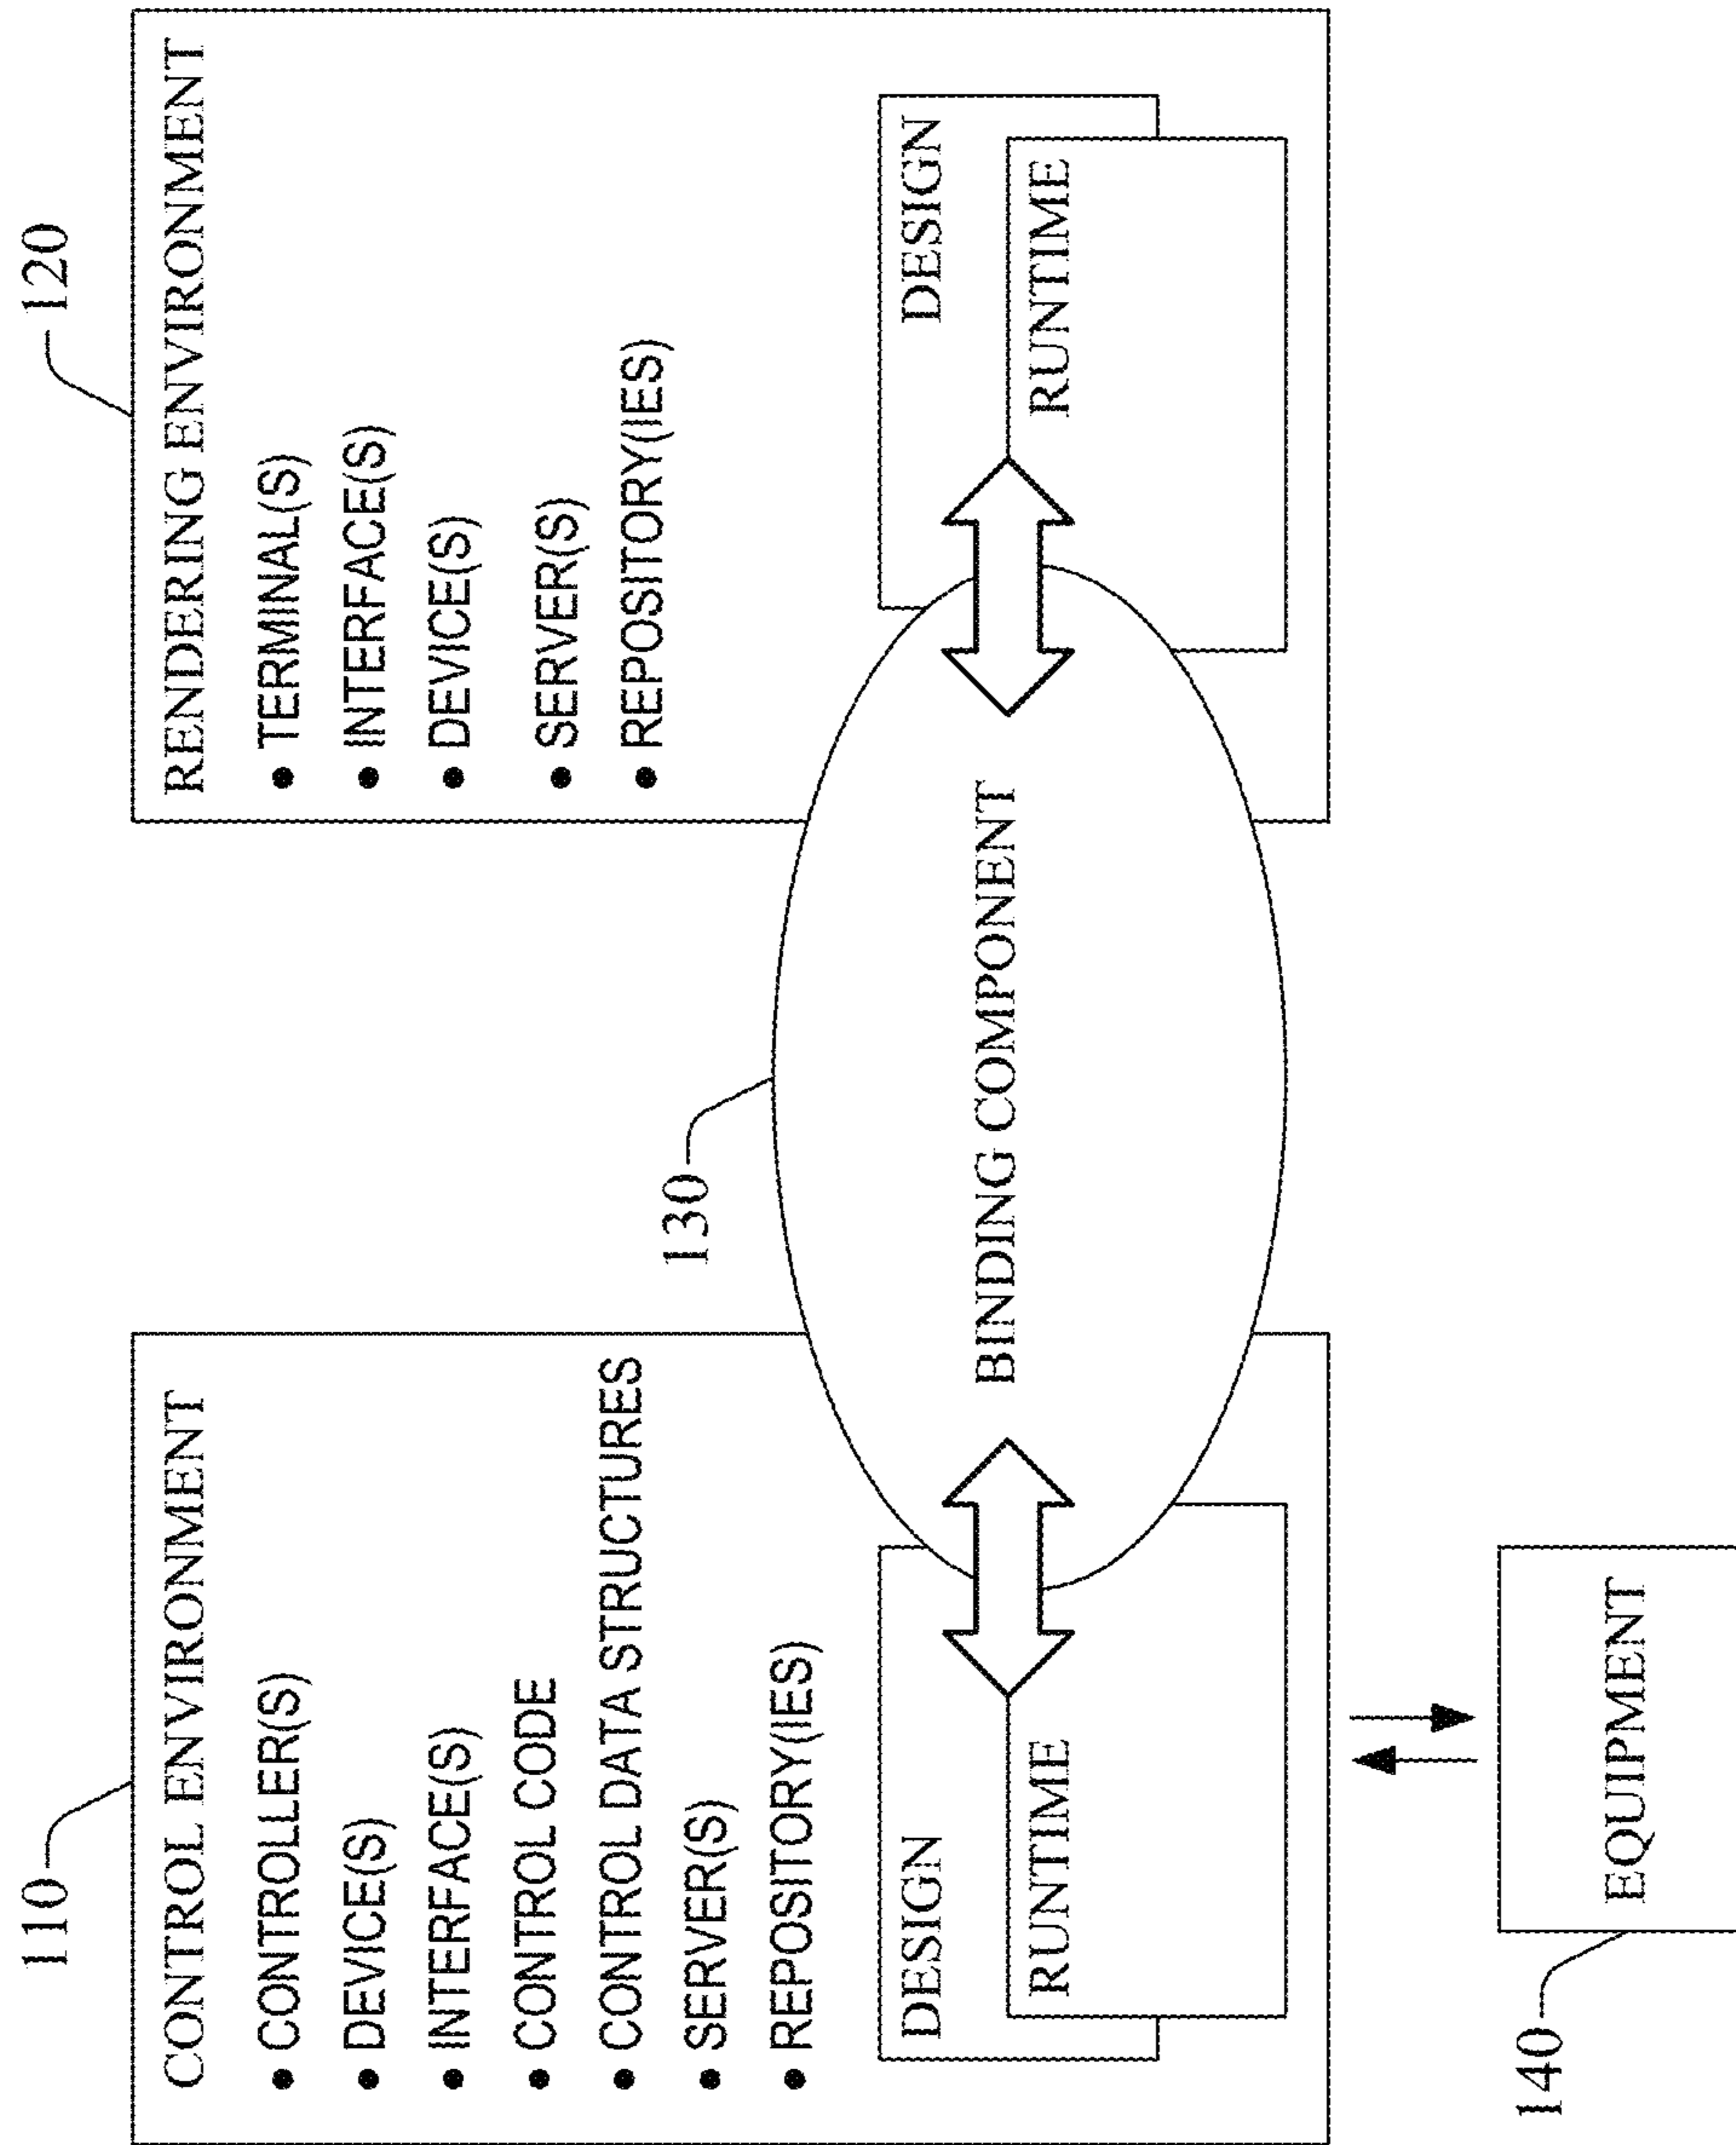 110
CONTROL ENVIRONMENT
• CONTROLLER(S)
• DEVICE(S)
• INTERFACE(S)
• CONTROL CODE
• CONTROL DATA STRUCTURES
• SERVER(S)
• REPOSITORY(IES)
DESIGN
RUNTIME
130
BINDING COMPONENT
120
RENDERING ENVIRONMENT
• TERMINAL(S)
• INTERFACE(S)
• DEVICE(S)
• SERVER(S)
• REPOSITORY(IES)
DESIGN
RUNTIME
140
EQUIPMENT